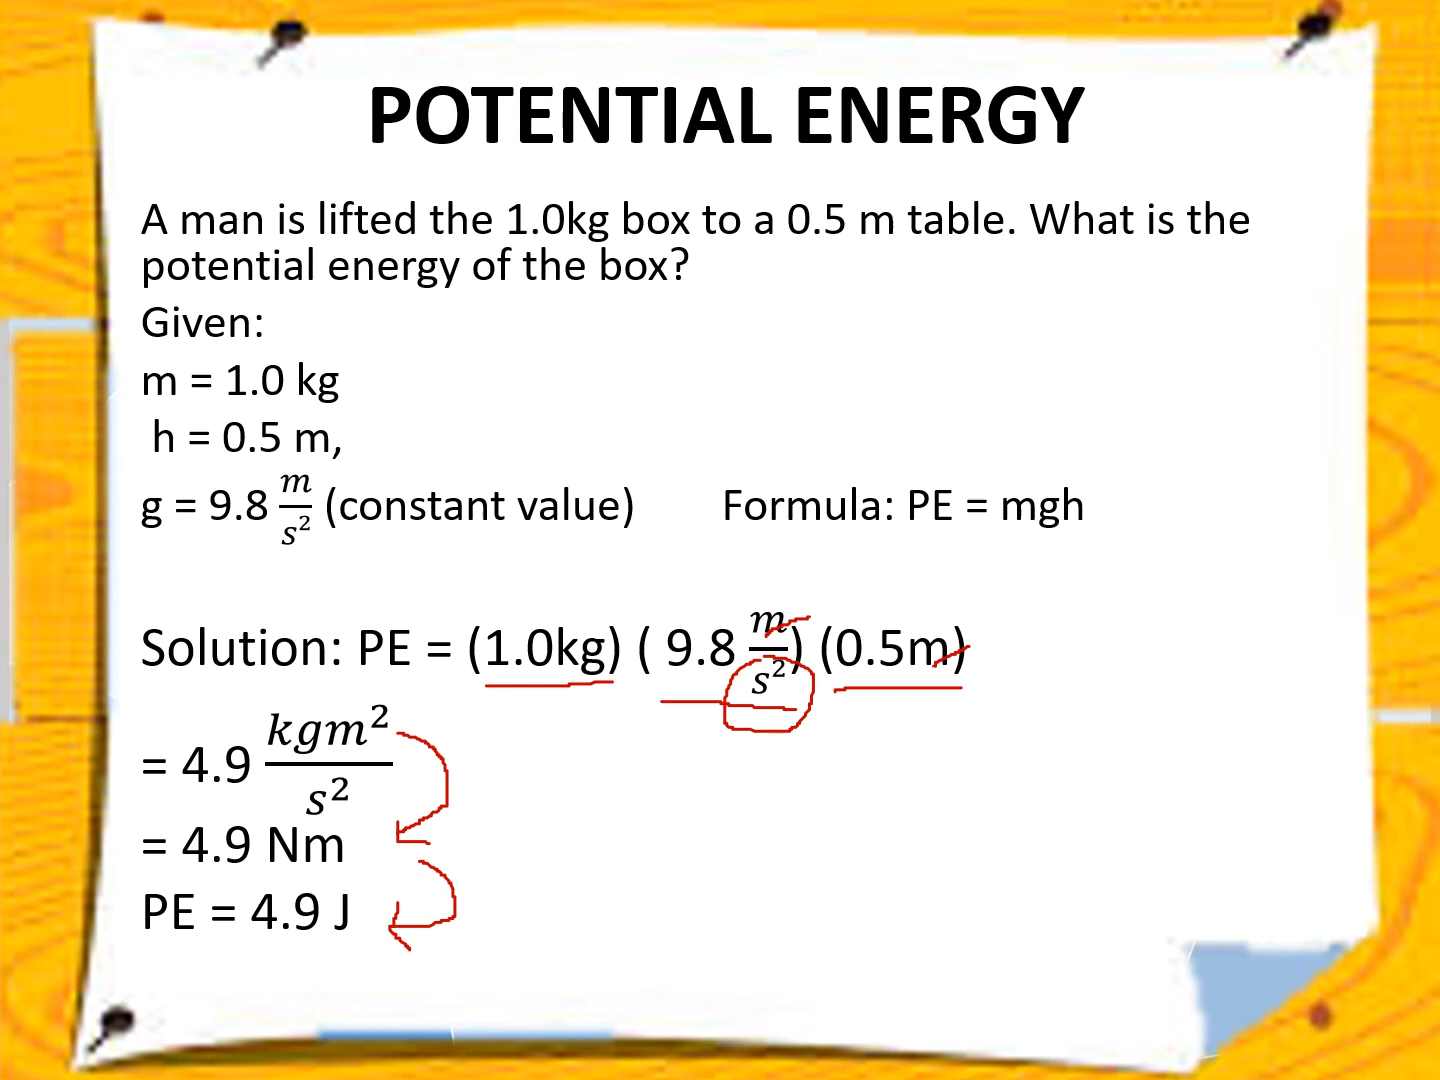 POTENTIAL ENERGY
A man is lifted the 1.0kg box to a 0.5 m table. What is the
potential energy of the box?
Given:
m = 1.0 kg
h = 0.5 m,
g = 9.8 m/s² (constant value) Formula: PE = mgh
Solution: PE = (1.0kg) ( 9.8 m/s²) (0.5m)
= 4.9 kgm²/s²
= 4.9 Nm
PE = 4.9 J